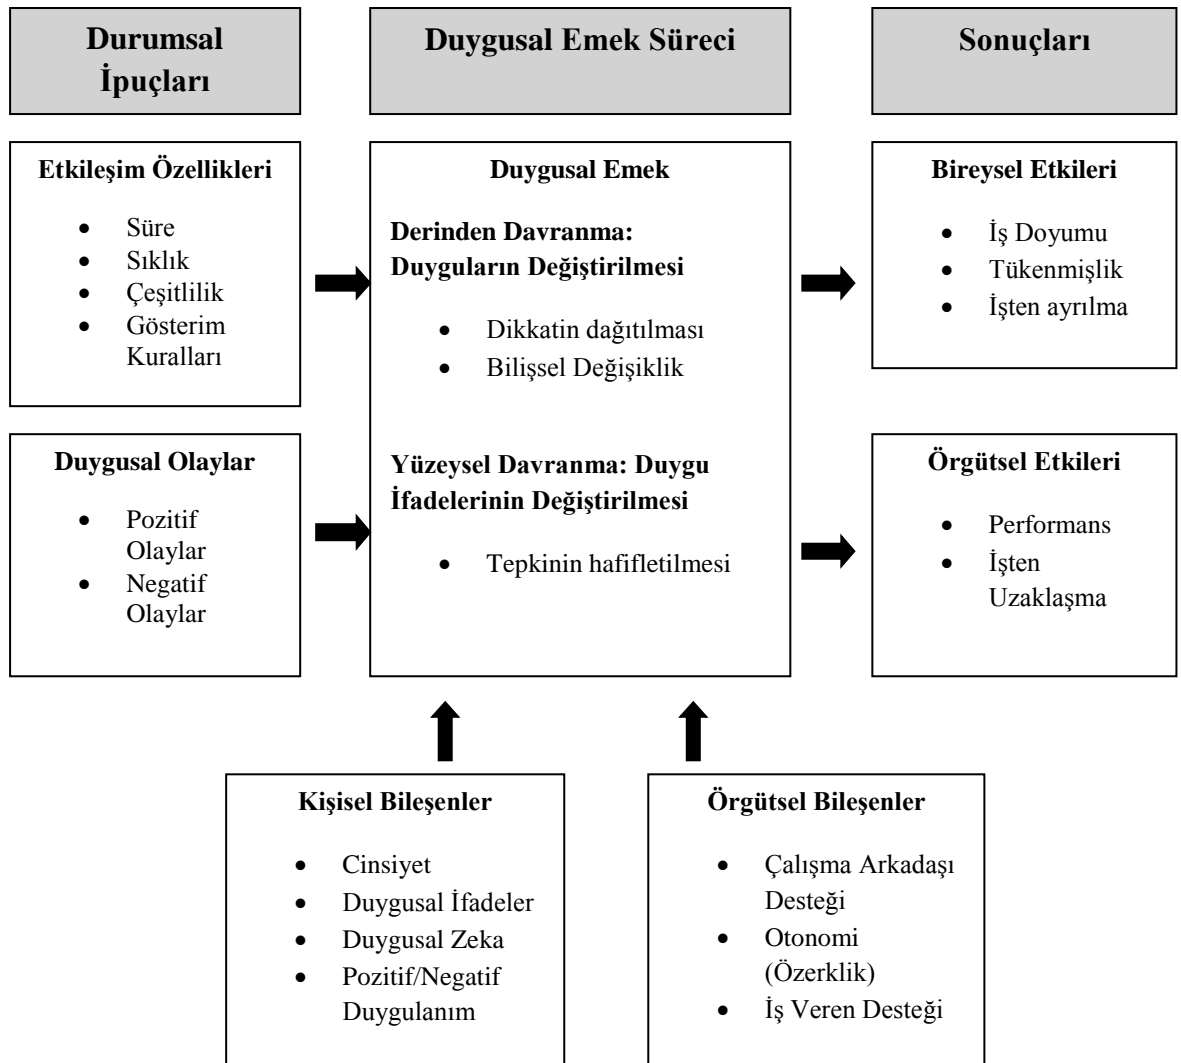 Durumsal
İpuçları
Duygusal Emek Süreci
Sonuçları
Etkileşim Özellikleri
• Süre
• Sıklık
• Çeşitlilik
• Gösterim
Kuralları
Duygusal Olaylar
• Pozitif
Olaylar
• Negatif
Olaylar
Duygusal Emek
Derinden Davranma:
Duyguların Değiştirilmesi
• Dikkatin dağıtılması
• Bilişsel Değişiklik
Yüzeysel Davranma: Duygu
İfadelerinin Değiştirilmesi
• Tepkinin hafifletilmesi
Bireysel Etkileri
• İş Doyumu
• Tükenmişlik
• İşten ayrılma
Örgütsel Etkileri
• Performans
• İşten
Uzaklaşma
Kişisel Bileşenler
• Cinsiyet
• Duygusal İfadeler
• Duygusal Zeka
• Pozitif/Negatif
Duygulanım
Örgütsel Bileşenler
• Çalışma Arkadaşı
Desteği
• Otonomi
(Özerklik)
• İş Veren Desteği